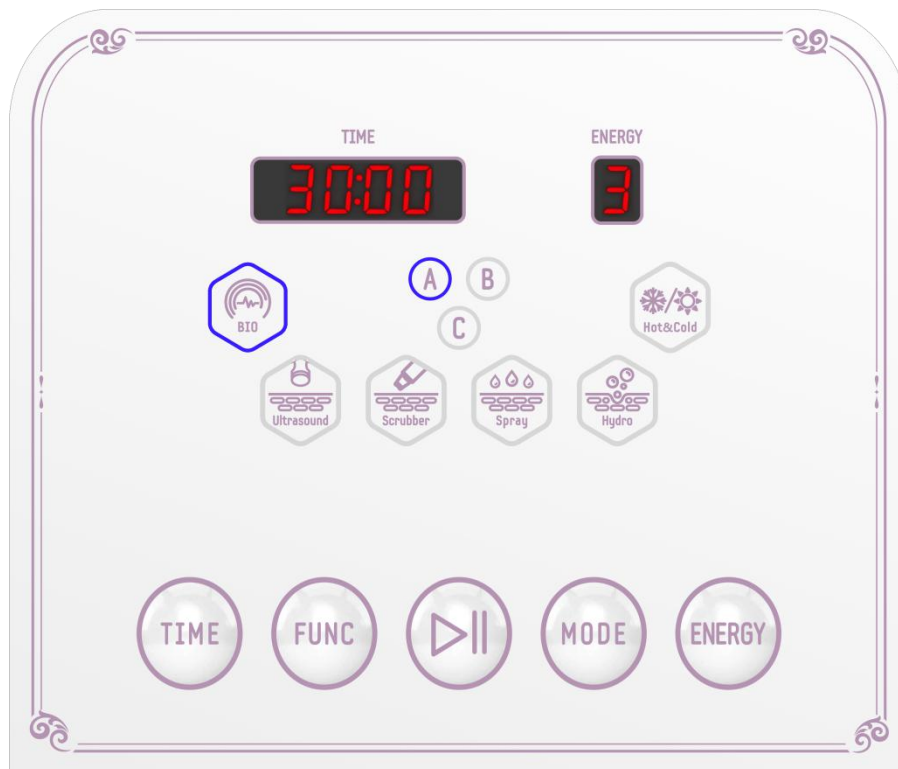 TIME ENERGY
30:00 3
A B
BIO Hot&Cold
C
Ultrasound Scrubber Spray Hydro
TIME FUNC MODE ENERGY